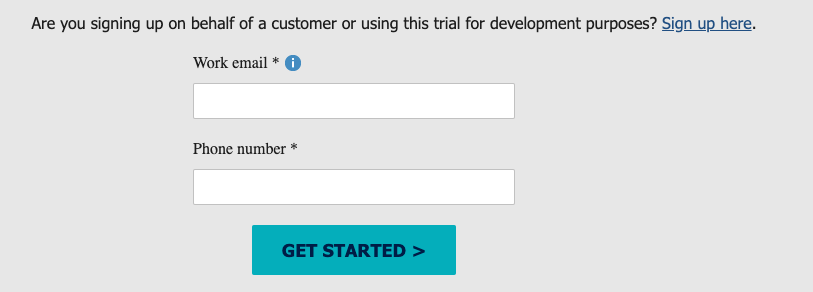 Are you signing up on behalf of a customer or using this trial for development purposes? Sign up here.
Work email * i
Phone number *
GET STARTED >